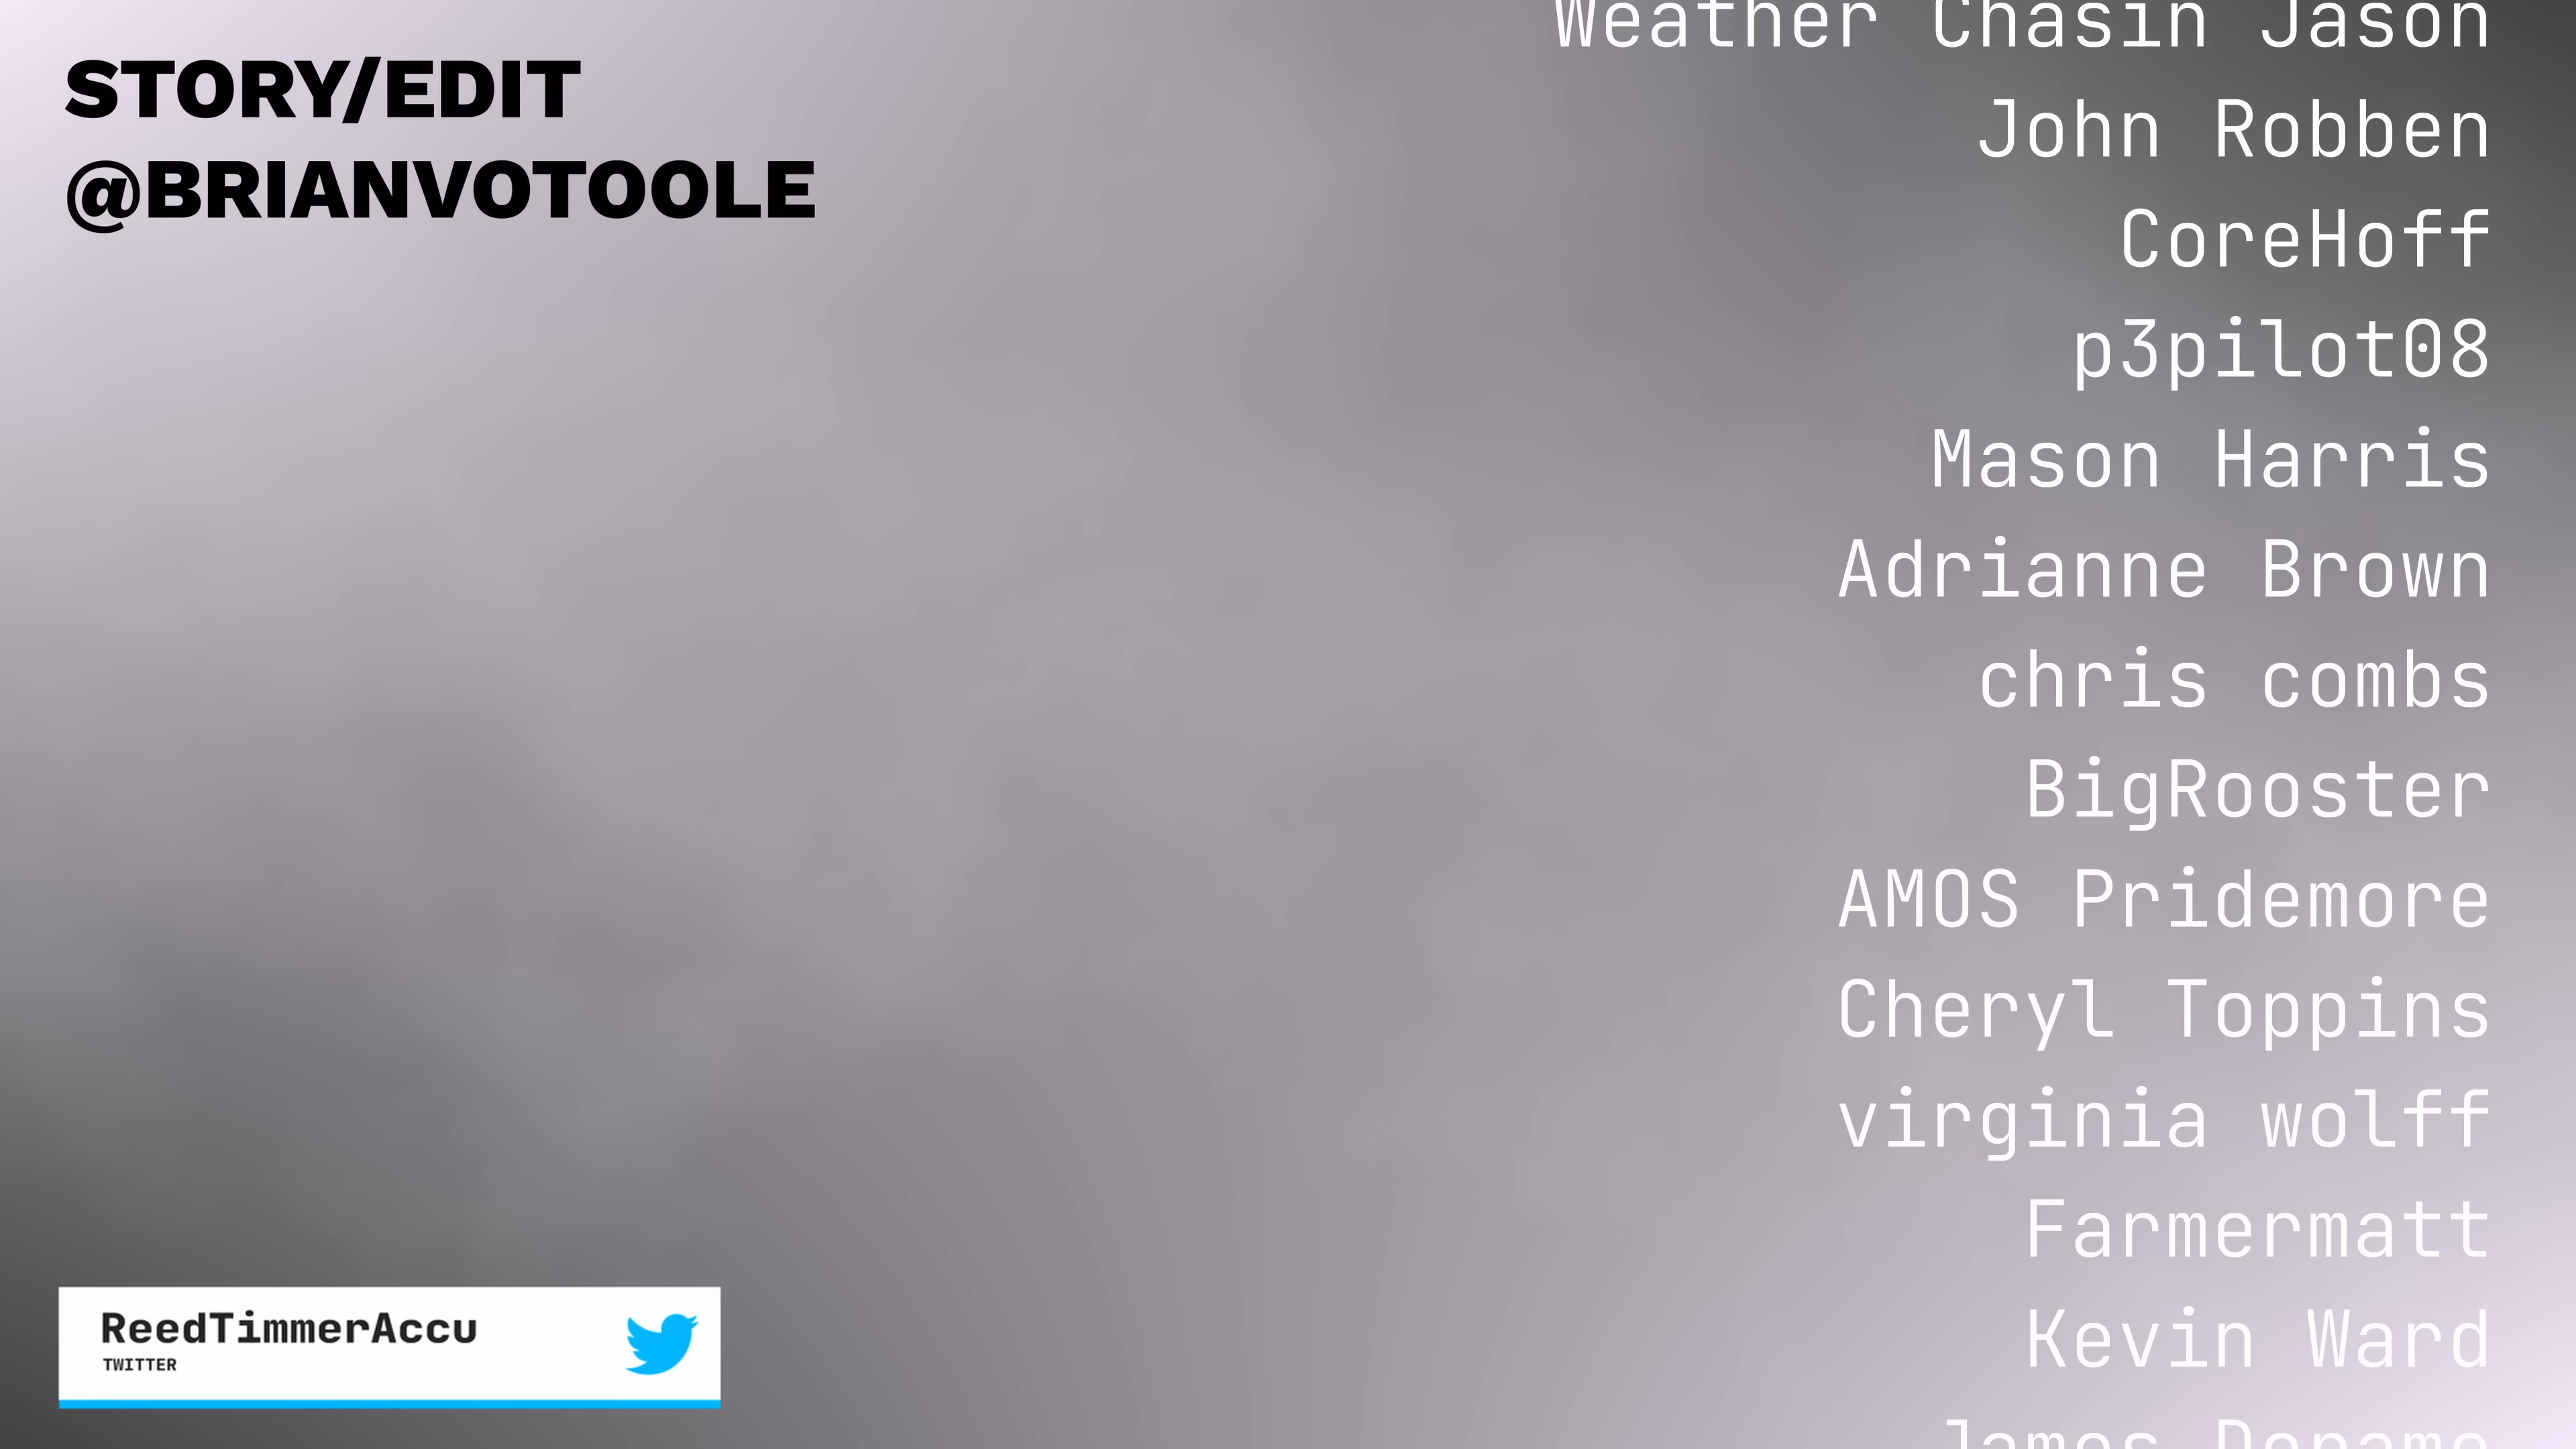 STORY/EDIT
@BRIANVOTOOLE
Weather Chasin Jason
John Robben
CoreHoff
p3pilot08
Mason Harris
Adrianne Brown
chris combs
BigRooster
AMOS Pridemore
Cheryl Toppins
virginia wolff
Farmermatt
Kevin Ward
James
ReedTimmerAccu
TWITTER